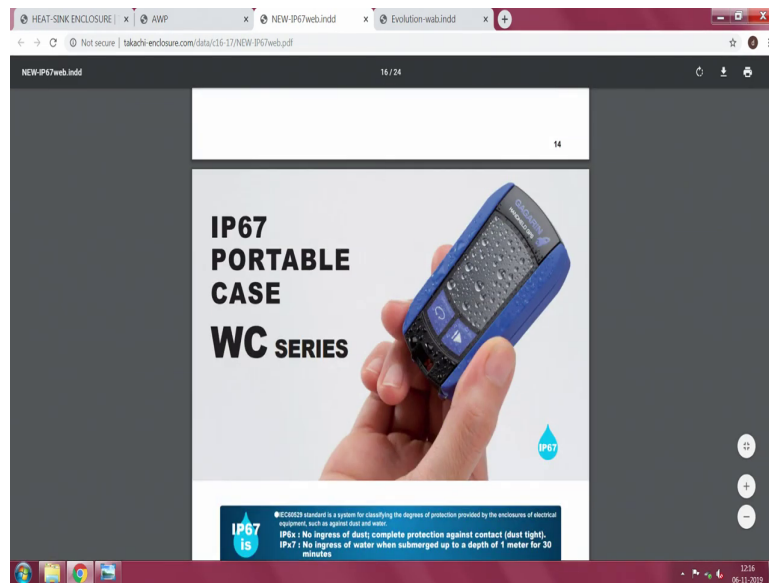 HEAT-SINK ENCLOSURE | x
AWP x
NEW-IP67web.indd x
Evolution-wab.indd x
Not secure | takachi-enclosure.com/data/c16-17/NEW-IP67web.pdf
d
NEW-IP67web.indd
16 / 24
14
IP67
PORTABLE
CASE
WC SERIES
GAGARIN
HANDHELD GPS
IP67
IP67
is
●IEC60529 standard is a system for classifying the degrees of protection provided by the enclosures of electrical
equipment, such as against dust and water.
IP6x : No ingress of dust; complete protection against contact (dust tight).
IPx7 : No ingress of water when submerged up to a depth of 1 meter for 30
minutes
12:16
06-11-2019